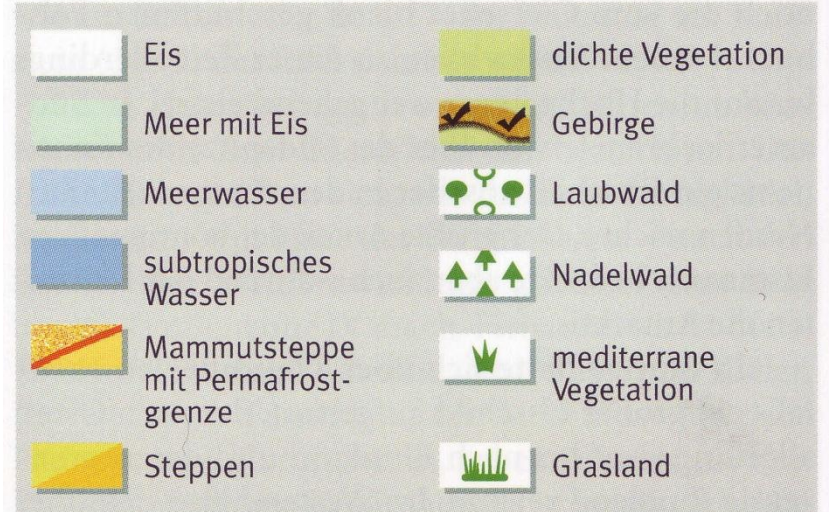 Eis
Meer mit Eis
Meerwasser
subtropisches
Wasser
Mammutsteppe
mit Permafrost-
grenze
Steppen
dichte Vegetation
Gebirge
Laubwald
Nadelwald
mediterrane
Vegetation
Grasland